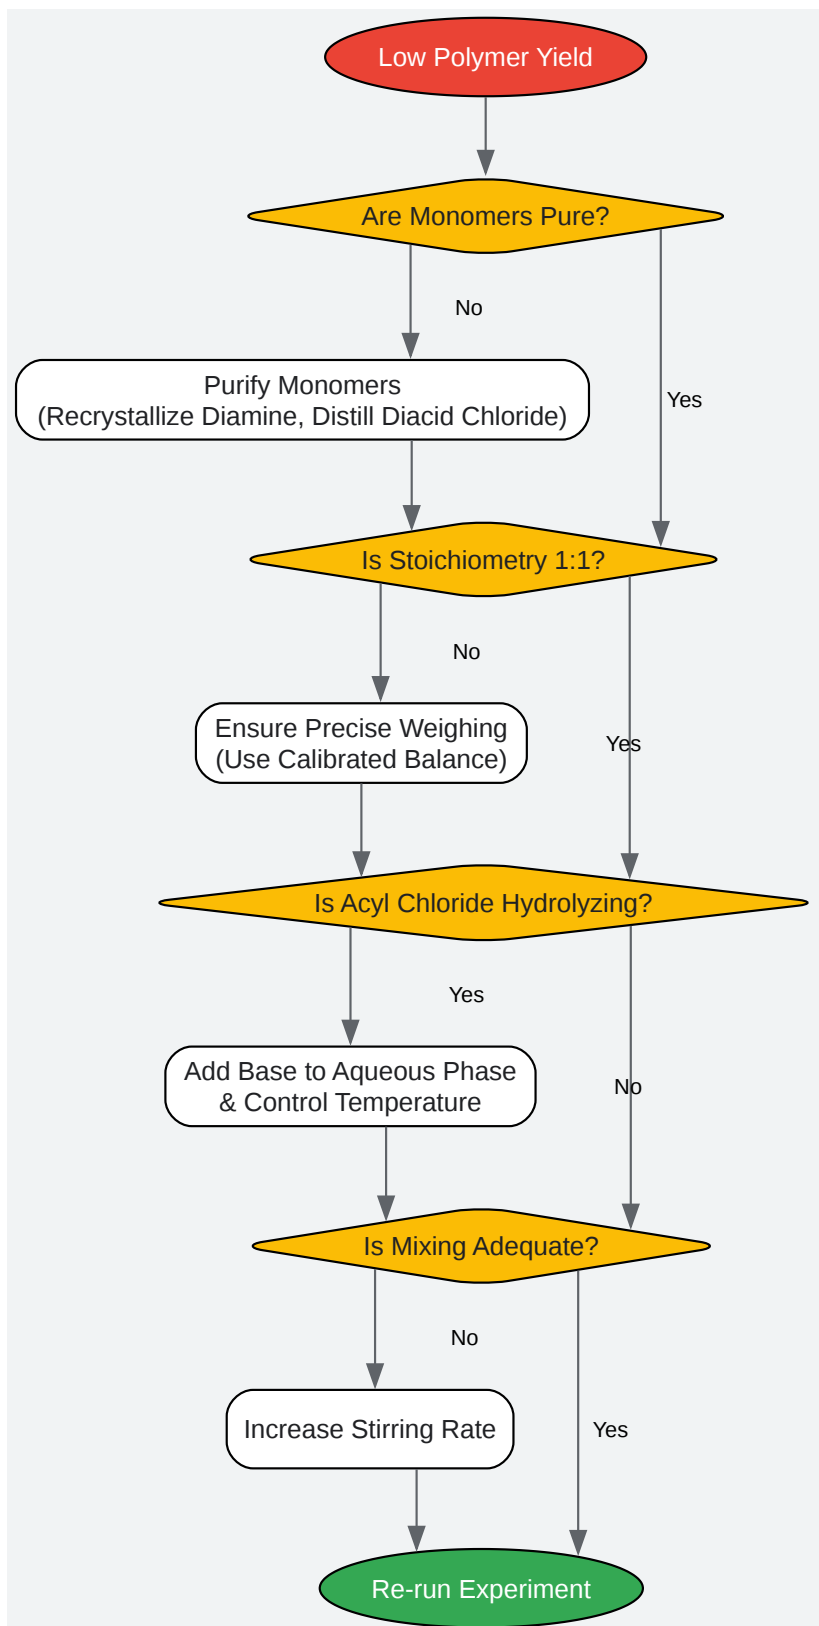 Low Polymer Yield
Are Monomers Pure?
No
Purify Monomers
(Recrystallize Diamine, Distill Diacid Chloride)
Yes
Is Stoichiometry 1:1?
No
Ensure Precise Weighing
(Use Calibrated Balance)
Yes
Is Acyl Chloride Hydrolyzing?
Yes
Add Base to Aqueous Phase
& Control Temperature
No
Is Mixing Adequate?
No
Increase Stirring Rate
Yes
Re-run Experiment